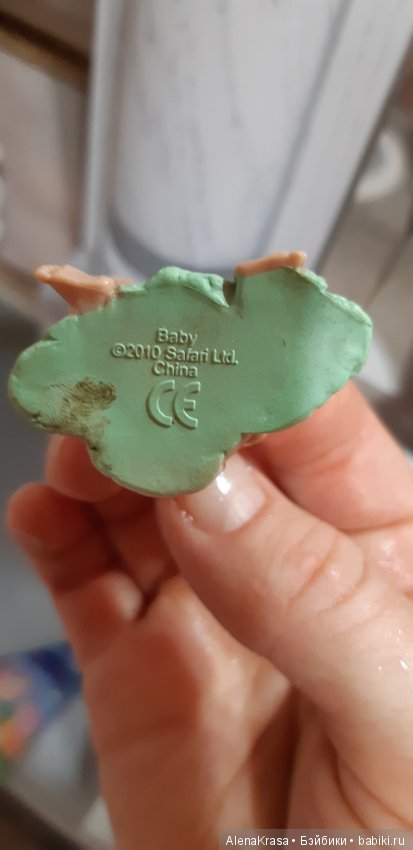 Baby
©2010 Safari Ltd.
China
CE
AlenaKrasa • Бэйбики • babiki.ru